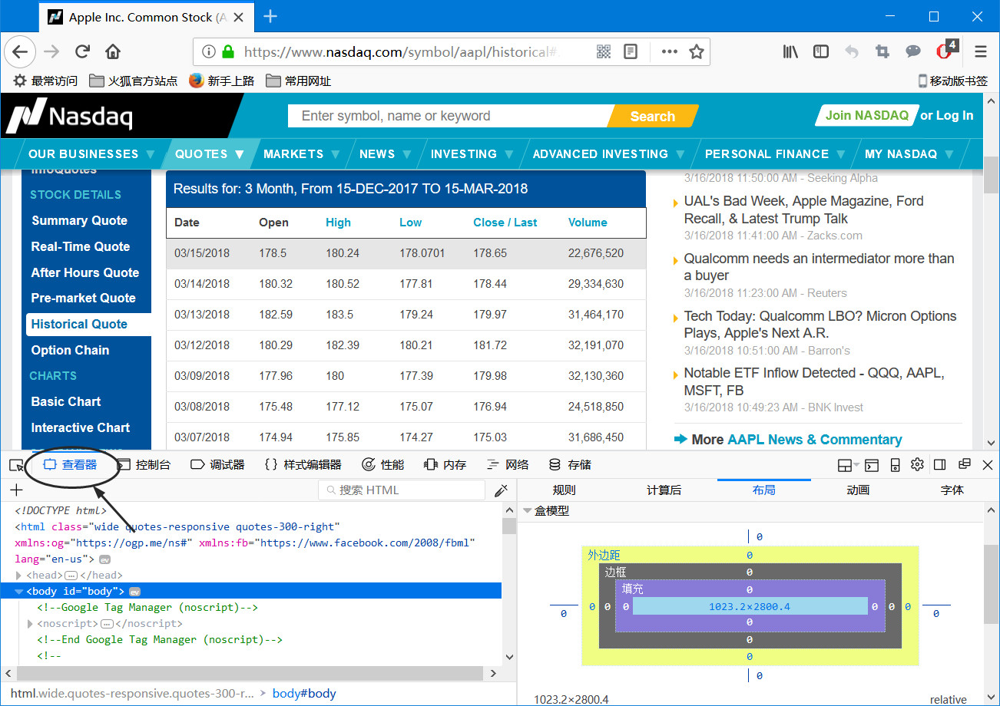 Apple Inc. Common Stock (A
https://www.nasdaq.com/symbol/aapl/historical#.
4
最常访问 火狐官方站点 新手上路 常用网址 移动版书签
Nasdaq
Enter symbol, name or keyword
Search
Join NASDAQ or Log In
OUR BUSINESSES QUOTES MARKETS NEWS INVESTING ADVANCED INVESTING PERSONAL FINANCE MY NASDAQ
InfoQuotes
STOCK DETAILS
Summary Quote
Real-Time Quote
After Hours Quote
Pre-market Quote
Historical Quote
Option Chain
CHARTS
Basic Chart
Interactive Chart
Results for: 3 Month, From 15-DEC-2017 TO 15-MAR-2018
Date Open High Low Close / Last Volume
03/15/2018 178.5 180.24 178.0701 178.65 22,676,520
03/14/2018 180.32 180.52 177.81 178.44 29,334,630
03/13/2018 182.59 183.5 179.24 179.97 31,464,170
03/12/2018 180.29 182.39 180.21 181.72 32,191,070
03/09/2018 177.96 180 177.39 179.98 32,130,360
03/08/2018 175.48 177.12 175.07 176.94 24,518,850
03/07/2018 174.94 175.85 174.27 175.03 31,686,450
3/16/2018 11:50:00 AM - Seeking Alpha
UAL's Bad Week, Apple Magazine, Ford
Recall, & Latest Trump Talk
3/16/2018 11:41:00 AM - Zacks.com
Qualcomm needs an intermediator more than
a buyer
3/16/2018 11:23:00 AM - Reuters
Tech Today: Qualcomm LBO? Micron Options
Plays, Apple's Next A.R.
3/16/2018 10:51:00 AM - Barron's
Notable ETF Inflow Detected - QQQ, AAPL,
MSFT, FB
3/16/2018 10:49:23 AM - BNK Invest
More AAPL News & Commentary
查看器 控制台 调试器 样式编辑器 性能 内存 网络 存储
搜索 HTML
<!DOCTYPE html>
<html class="wide quotes-responsive quotes-300-right"
xmlns:og="https://ogp.me/ns#" xmlns:fb="https://www.facebook.com/2008/fbml"
lang="en-us"> ev
<head>…</head>
<body id="body"> ev
<!--Google Tag Manager (noscript)-->
<noscript>…</noscript>
<!--End Google Tag Manager (noscript)-->
<!--
html.wide.quotes-responsive.quotes-300-r... > body#body
规则 计算后 布局 动画 字体
盒模型
0
外边距 0
边框 0
填充 0
0 0 0 0 1023.2×2800.4 0 0 0 0
0
0
0
0
1023.2×2800.4 relative